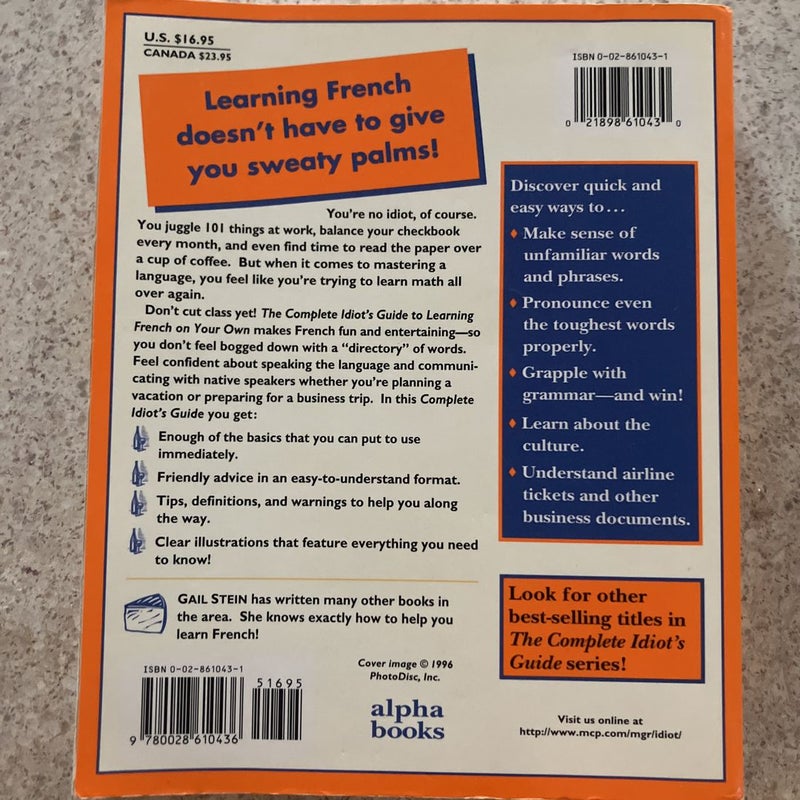 U.S. $16.95
CANADA $23.95
Learning French
doesn't have to give
you sweaty palms!
You're no idiot, of course.
You juggle 101 things at work, balance your checkbook
every month, and even find time to read the paper over
a cup of coffee. But when it comes to mastering a
language, you feel like you're trying to learn math all
over again.
Don't cut class yet! The Complete Idiot's Guide to Learning
French on Your Own makes French fun and entertaining—so
you don't feel bogged down with a "directory" of words.
Feel confident about speaking the language and communi-
cating with native speakers whether you're planning a
vacation or preparing for a business trip. In this Complete
Idiot's Guide you get:
Enough of the basics that you can put to use
immediately.
Friendly advice in an easy-to-understand format.
Tips, definitions, and warnings to help you along
the way.
Clear illustrations that feature everything you need
to know!
GAIL STEIN has written many other books in
the area. She knows exactly how to help you
learn French!
ISBN 0-02-861043-1
51695
9 780028 610436
Cover image © 1996
PhotoDisc, Inc.
alpha
books
ISBN 0-02-861043-1
0 21898 61043 0
Discover quick and
easy ways to...
Make sense of
unfamiliar words
and phrases.
Pronounce even
the toughest words
properly.
Grapple with
grammar—and win!
Learn about the
culture.
Understand airline
tickets and other
business documents.
Look for other
best-selling titles in
The Complete Idiot's
Guide series!
Visit us online at
http://www.mcp.com/mgr/idiot/